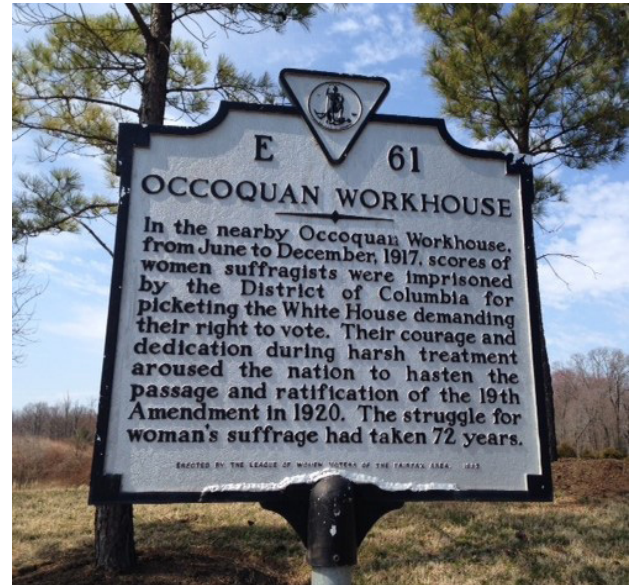 E 61
OCCOQUAN WORKHOUSE
In the nearby Occoquan Workhouse,
from June to December, 1917, scores of
women suffragists were imprisoned
by the District of Columbia for
picketing the White House demanding
their right to vote. Their courage and
dedication during harsh treatment
aroused the nation to hasten the
passage and ratification of the 19th
Amendment in 1920. The struggle for
woman's suffrage had taken 72 years.
ERECTED BY THE LEAGUE OF WOMEN VOTERS OF THE FAIRFAX AREA